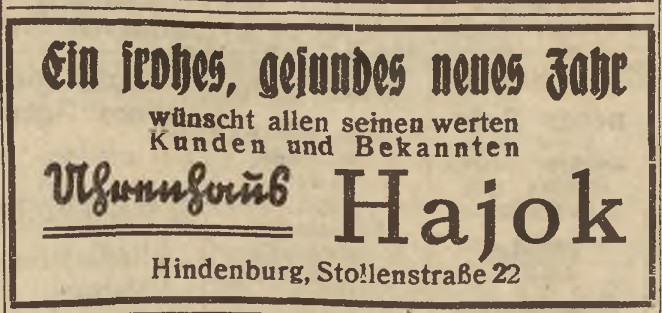 Ein frohes, gesundes neues Jahr
wünscht allen seinen werten
Kunden und Bekannten
Uhrenhaus Hajok
Hindenburg, Stollenstraße 22